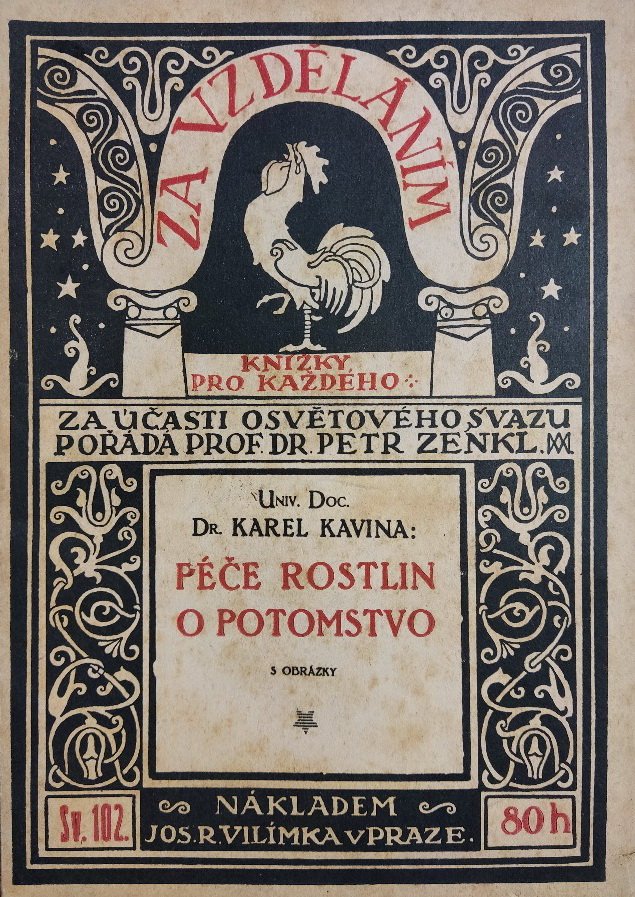 ZA VZDĚLÁNÍM
KNIŽKY
PRO KAŽDÉHO
ZA ÚČASTI OSVĚTOVÉHO SVAZU
POŘÁDÁ PROF. DR. PETR ZENKL.
UNIV. DOC.
DR. KAREL KAVINA:
PÉČE ROSTLIN
O POTOMSTVO
S OBRÁZKY
Sv. 102.
NÁKLADEM
JOS. R. VILÍMKA V PRAZE.
80 h